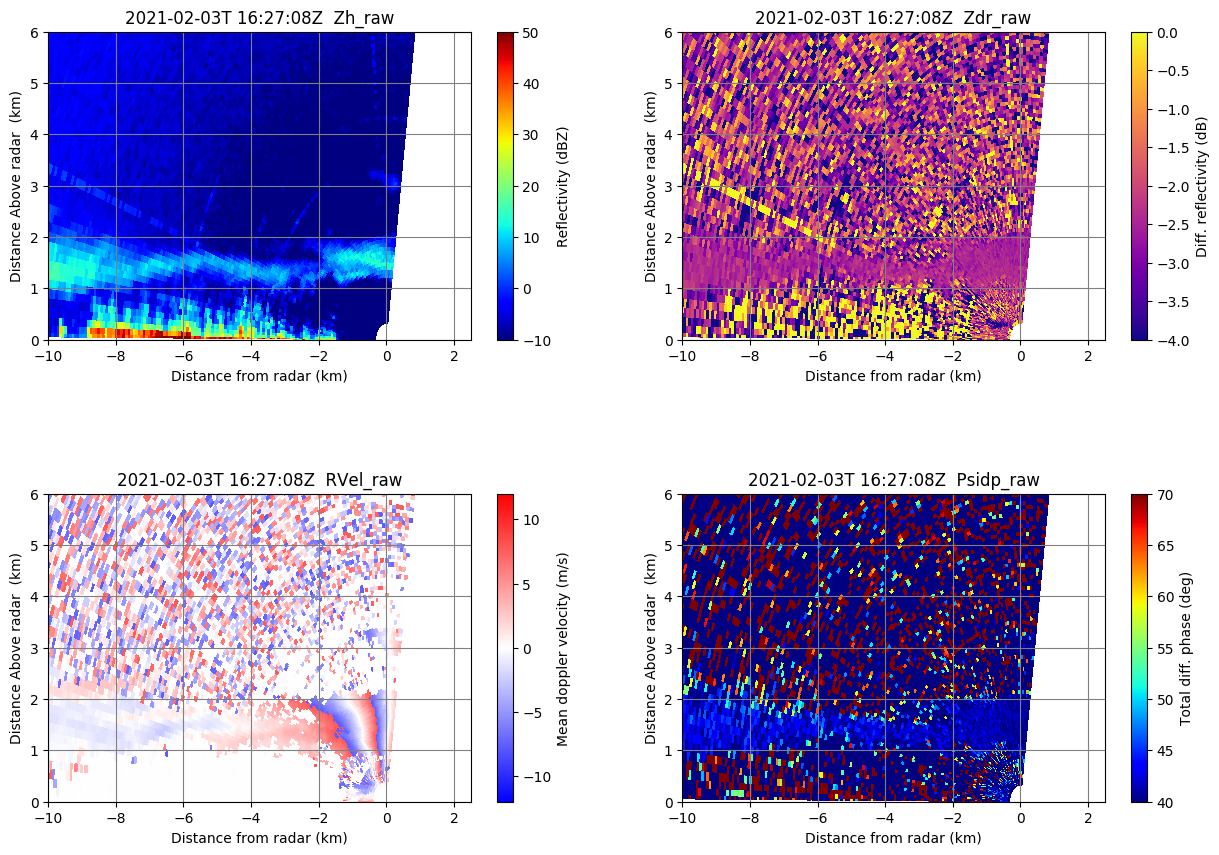 2021-02-03T 16:27:08Z  Zh_raw
6
5
4
3
2
1
0
Distance Above radar  (km)
−10 −8 −6 −4 −2 0 2
Distance from radar (km)
50
40
30
20
10
0
−10
Reflectivity (dBZ)
2021-02-03T 16:27:08Z  Zdr_raw
6
5
4
3
2
1
0
Distance Above radar  (km)
−10 −8 −6 −4 −2 0 2
Distance from radar (km)
0.0
−0.5
−1.0
−1.5
−2.0
−2.5
−3.0
−3.5
−4.0
Diff. reflectivity (dB)
2021-02-03T 16:27:08Z  RVel_raw
6
5
4
3
2
1
0
Distance Above radar  (km)
−10 −8 −6 −4 −2 0 2
Distance from radar (km)
10
5
0
−5
−10
Mean doppler velocity (m/s)
2021-02-03T 16:27:08Z  Psidp_raw
6
5
4
3
2
1
0
Distance Above radar  (km)
−10 −8 −6 −4 −2 0 2
Distance from radar (km)
70
65
60
55
50
45
40
Total diff. phase (deg)